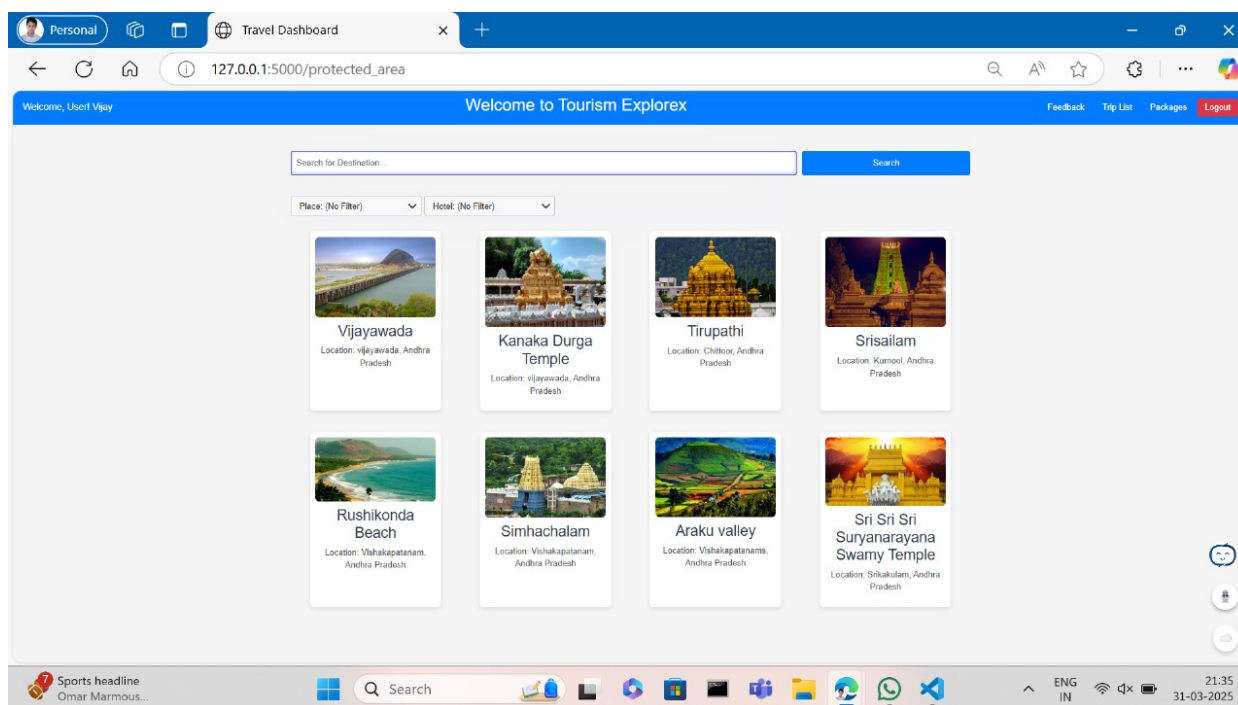 Personal
Travel Dashboard
127.0.0.1:5000/protected_area
Welcome, User! Vijay
Welcome to Tourism Explorex
Feedback
Trip List
Packages
Logout
Search for Destination...
Search
Place: (No Filter)
Hotel: (No Filter)
Vijayawada
Location: vijayawada, Andhra
Pradesh
Kanaka Durga
Temple
Location: vijayawada, Andhra
Pradesh
Tirupathi
Location: Chittoor, Andhra
Pradesh
Srisailam
Location: Kurnool, Andhra
Pradesh
Rushikonda
Beach
Location: Vishakapatanam,
Andhra Pradesh
Simhachalam
Location: Vishakapatanam,
Andhra Pradesh
Araku valley
Location: Vishakapatanams,
Andhra Pradesh
Sri Sri Sri
Suryanarayana
Swamy Temple
Location: Srikakulam, Andhra
Pradesh
7
Sports headline
Omar Marmous...
Search
ENG
IN
21:35
31-03-2025